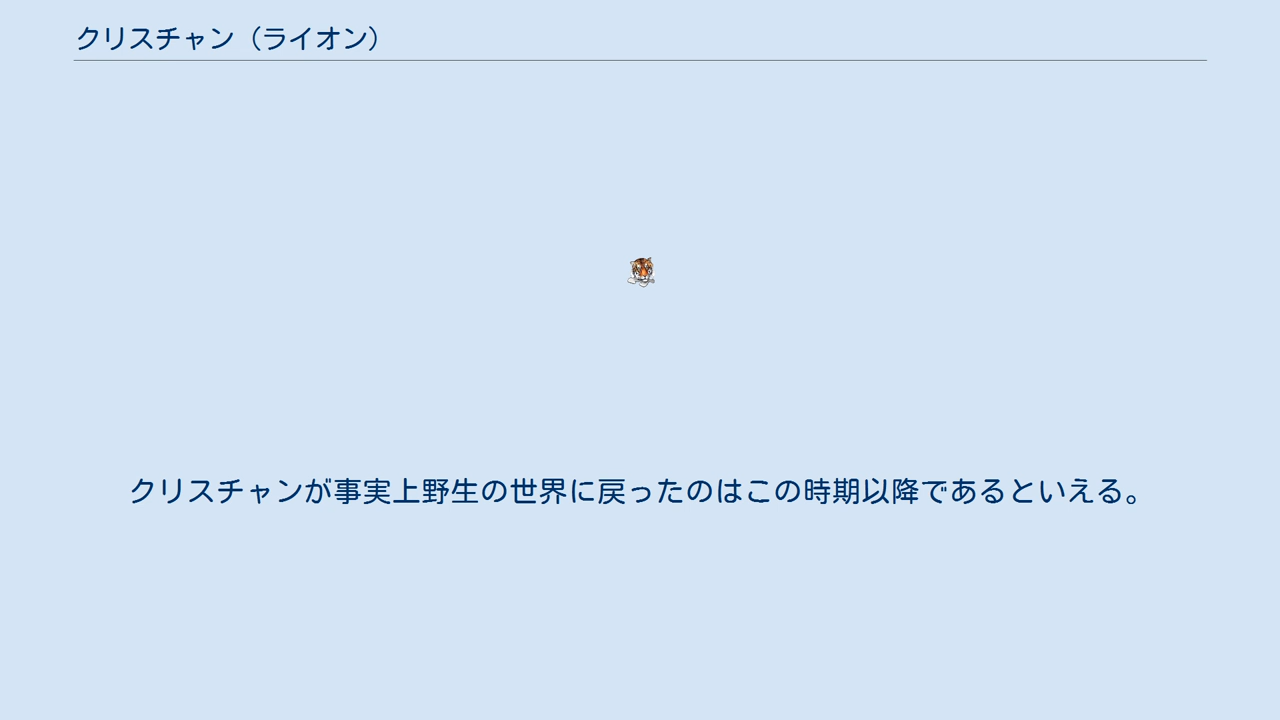 クリスチャン（ライオン）
クリスチャンが事実上野生の世界に戻ったのはこの時期以降であるといえる。